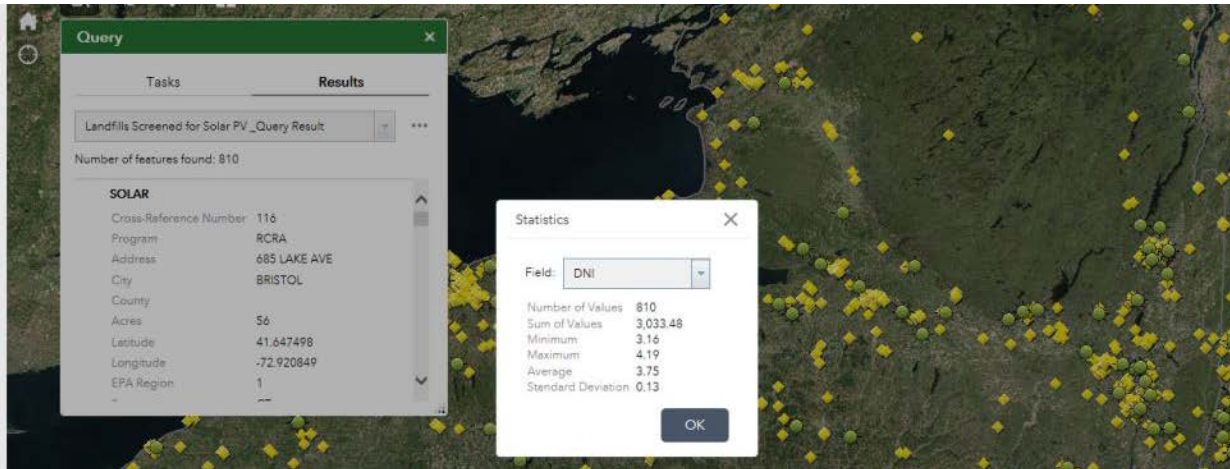 Query
Tasks Results
Landfills Screened for Solar PV _Query Result
Number of features found: 810
SOLAR
Cross-Reference Number 116
Program RCRA
Address 685 LAKE AVE
City BRISTOL
County
Acres 56
Latitude 41.647498
Longitude -72.920849
EPA Region 1
Statistics
Field: DNI
Number of Values 810
Sum of Values 3,033.48
Minimum 3.16
Maximum 4.19
Average 3.75
Standard Deviation 0.13
OK